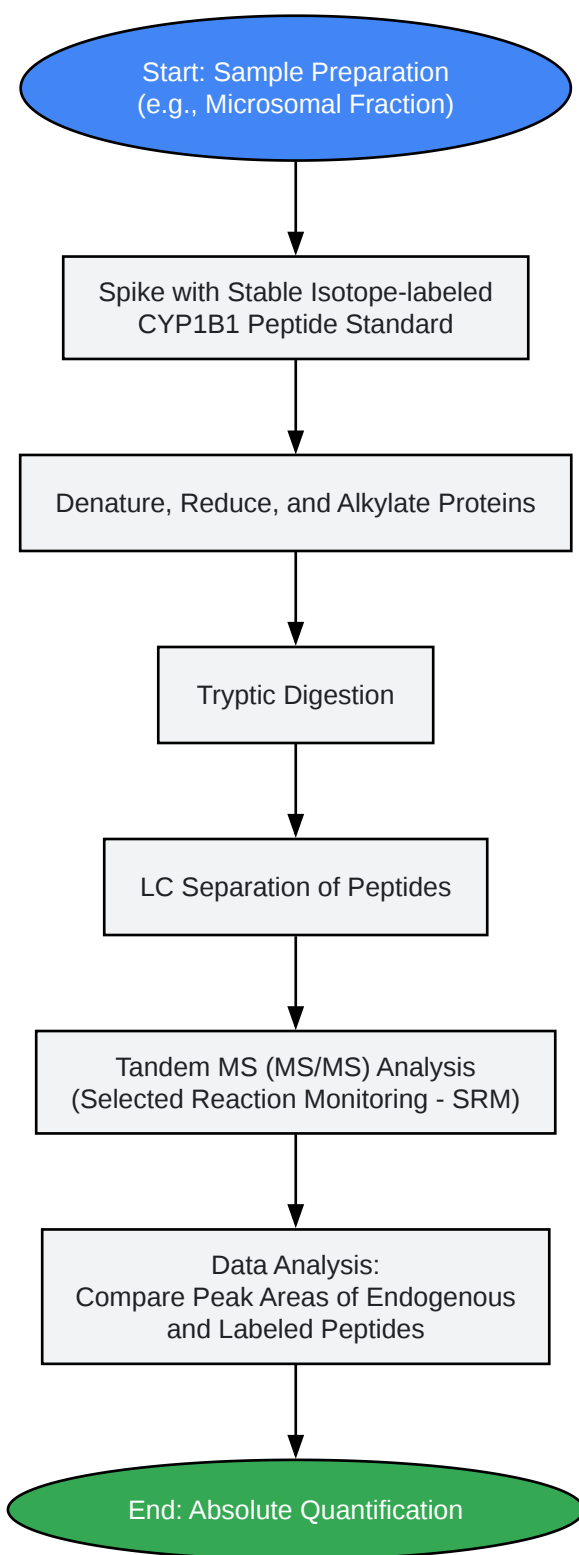 Start: Sample Preparation
(e.g., Microsomal Fraction)
Spike with Stable Isotope-labeled
CYP1B1 Peptide Standard
Denature, Reduce, and Alkylate Proteins
Tryptic Digestion
LC Separation of Peptides
Tandem MS (MS/MS) Analysis
(Selected Reaction Monitoring - SRM)
Data Analysis:
Compare Peak Areas of Endogenous
and Labeled Peptides
End: Absolute Quantification